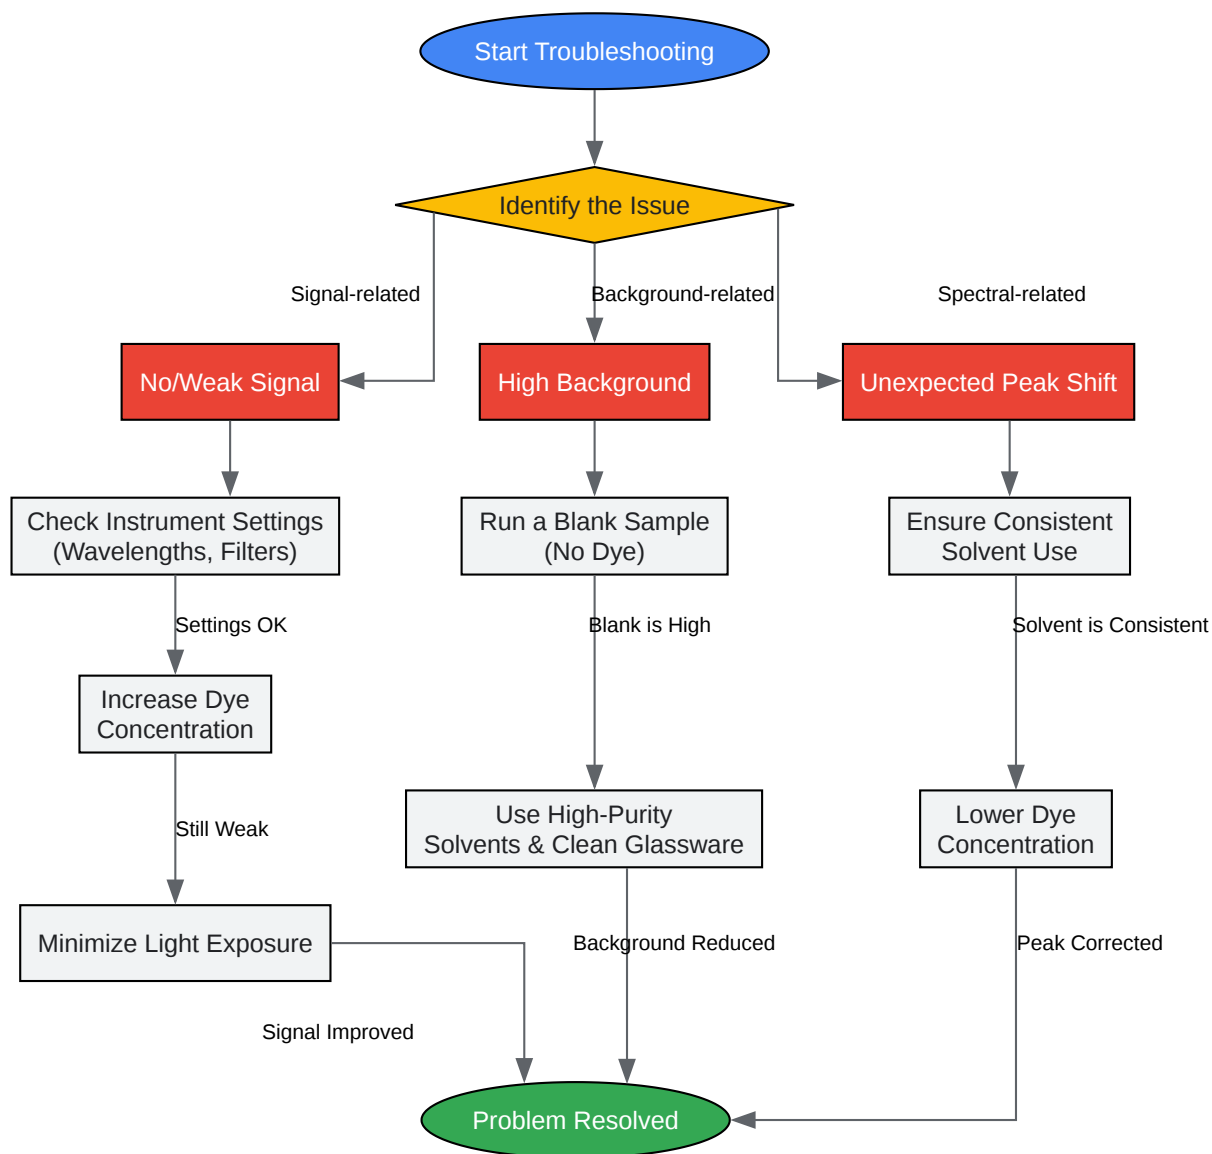 Start Troubleshooting
Identify the Issue
Signal-related
Background-related
Spectral-related
No/Weak Signal
High Background
Unexpected Peak Shift
Check Instrument Settings
(Wavelengths, Filters)
Run a Blank Sample
(No Dye)
Ensure Consistent
Solvent Use
Settings OK
Blank is High
Solvent is Consistent
Increase Dye
Concentration
Use High-Purity
Solvents & Clean Glassware
Lower Dye
Concentration
Still Weak
Minimize Light Exposure
Background Reduced
Peak Corrected
Signal Improved
Problem Resolved